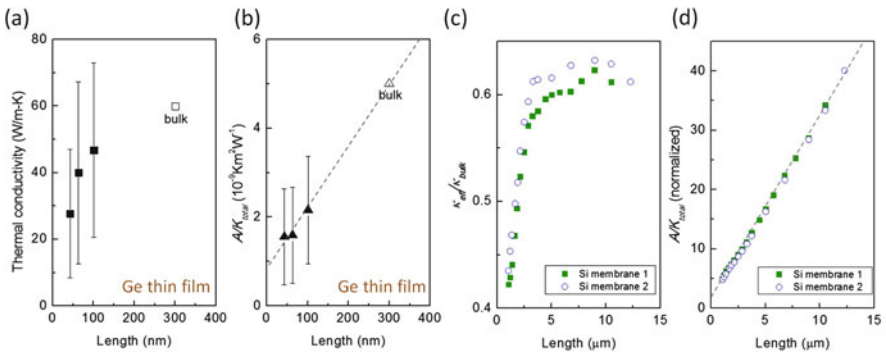 (a)
Thermal conductivity (W/m-K)
80
60
40
20
0
bulk
Ge thin film
0 100 200 300 400
Length (nm)
(b)
A/K_total (10⁻⁹Km²W⁻¹)
6
4
2
0
bulk
Ge thin film
0 100 200 300 400
Length (nm)
(c)
κ_eff/κ_bulk
0.6
0.5
0.4
Si membrane 1
Si membrane 2
0 5 10 15
Length (μm)
(d)
A/K_total (normalized)
50
40
30
20
10
0
Si membrane 1
Si membrane 2
0 5 10 15
Length (μm)